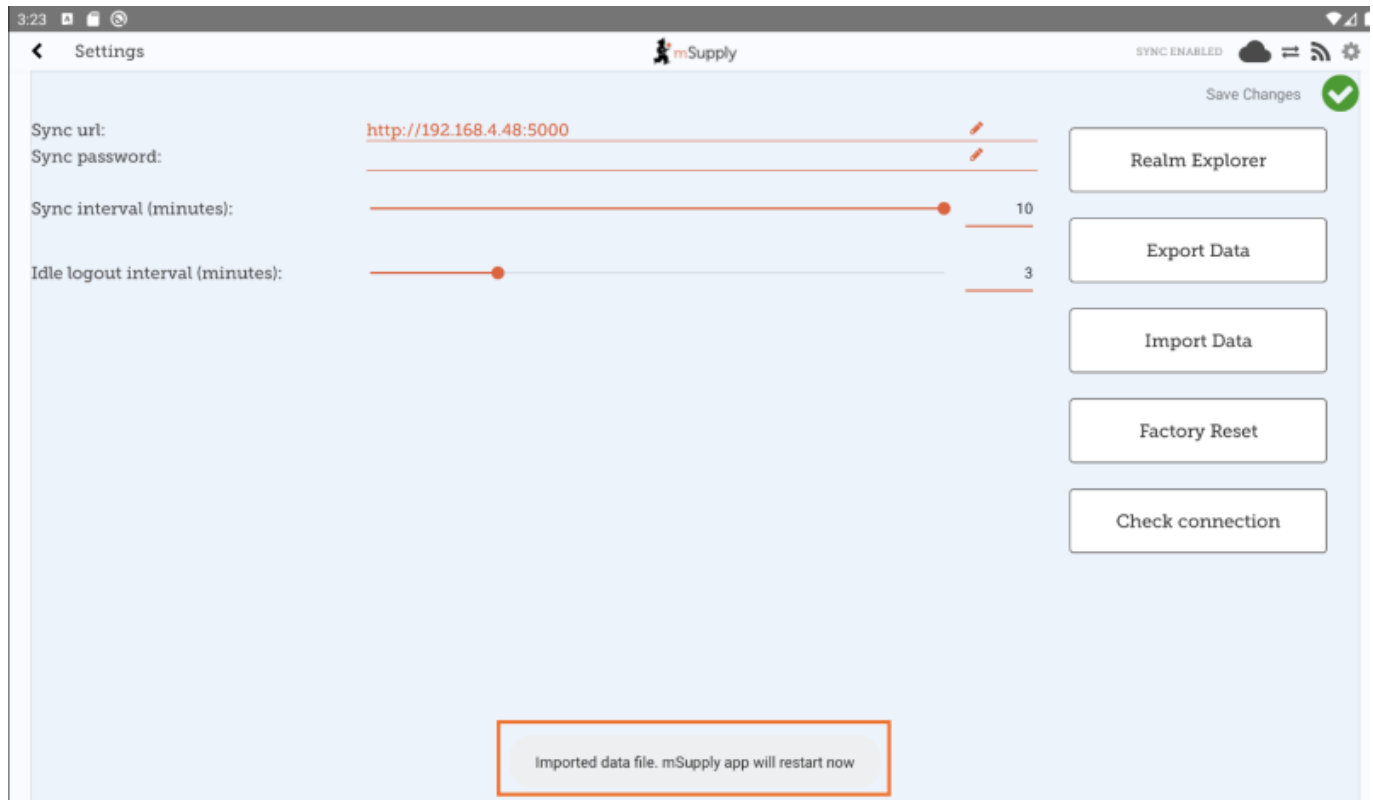 3:23
Settings
mSupply
SYNC ENABLED
Save Changes
Sync url:
http://192.168.4.48:5000
Sync password:
Sync interval (minutes):
10
Idle logout interval (minutes):
3
Realm Explorer
Export Data
Import Data
Factory Reset
Check connection
Imported data file. mSupply app will restart now